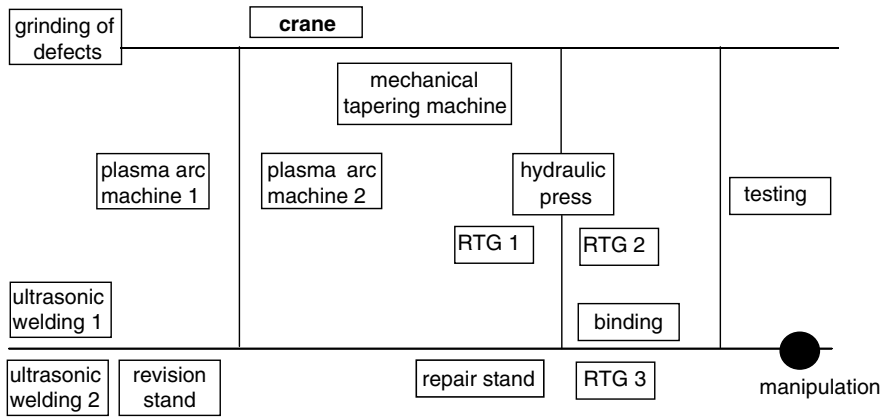 grinding of
defects
crane
mechanical
tapering machine
plasma arc
machine 1
plasma arc
machine 2
hydraulic
press
testing
RTG 1
RTG 2
ultrasonic
welding 1
binding
ultrasonic
welding 2
revision
stand
repair stand
RTG 3
manipulation